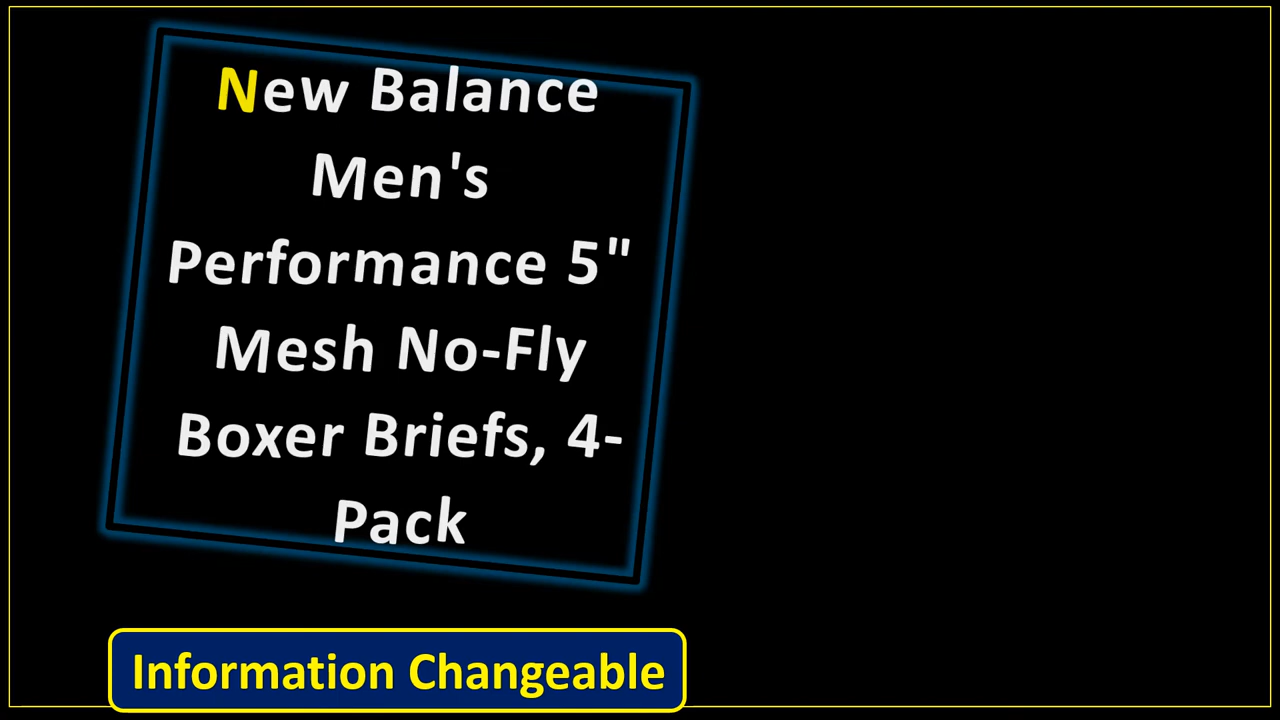 New Balance
Men's
Performance 5"
Mesh No-Fly
Boxer Briefs, 4-
Pack
Information Changeable